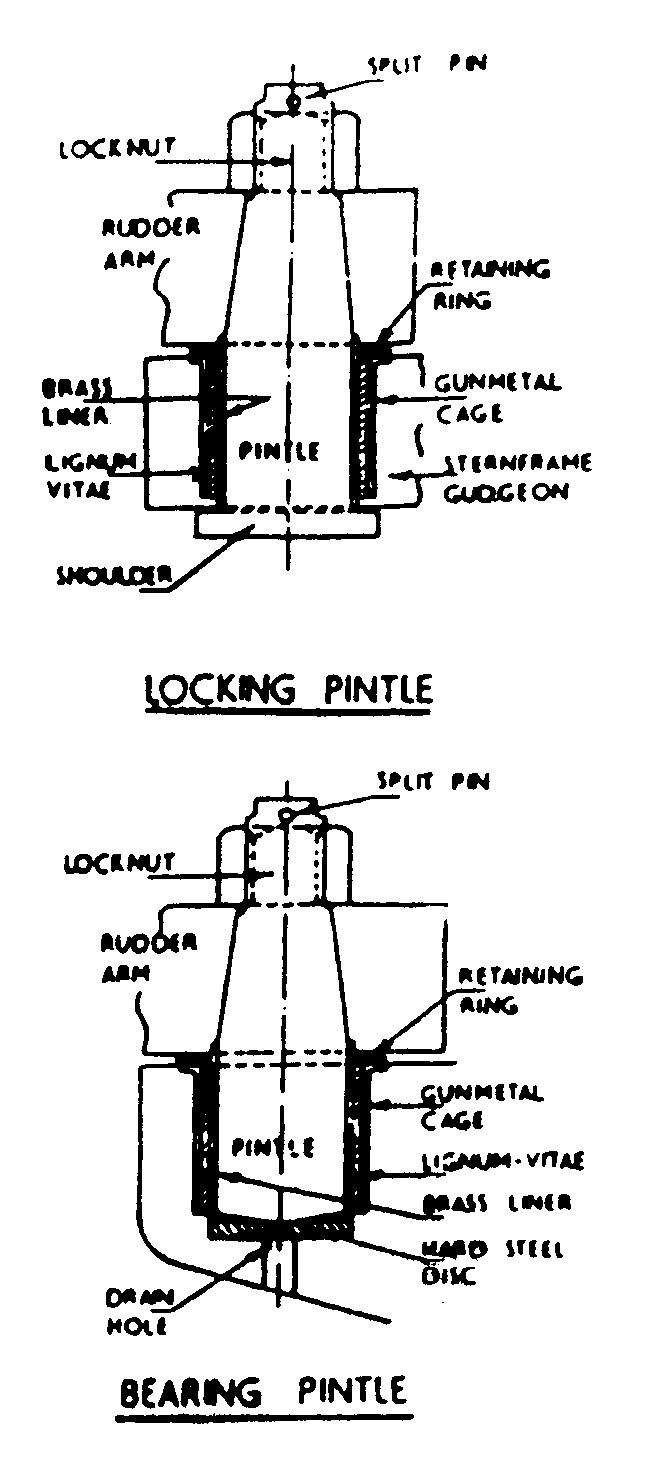 SPLIT PIN
LOCKNUT
RUDDER
ARM
RETAINING
RING
BRASS
LINER
GUNMETAL
CAGE
PINTLE
LIGNUM
VITAE
STERNFRAME
GUDGEON
SHOULDER
LOCKING PINTLE
SPLIT PIN
LOCKNUT
RUDDER
ARM
RETAINING
RING
GUNMETAL
CAGE
PINTLE
LIGNUM-VITAE
BRASS LINER
HARD STEEL
DISC
DRAIN
HOLE
BEARING PINTLE